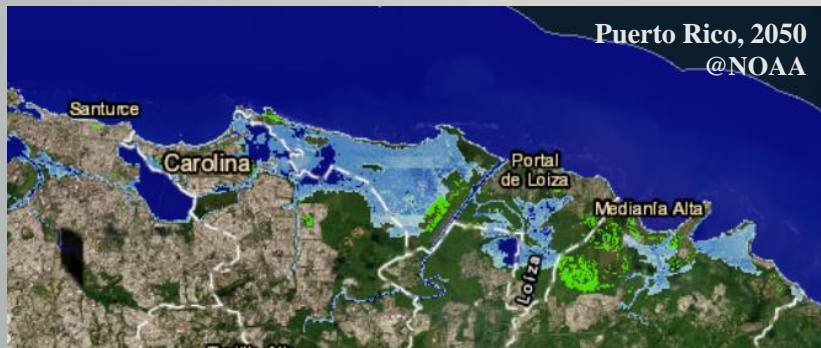 Puerto Rico, 2050
@NOAA
Santurce
Carolina
Portal
de Loiza
Medianía Alta
Loiza